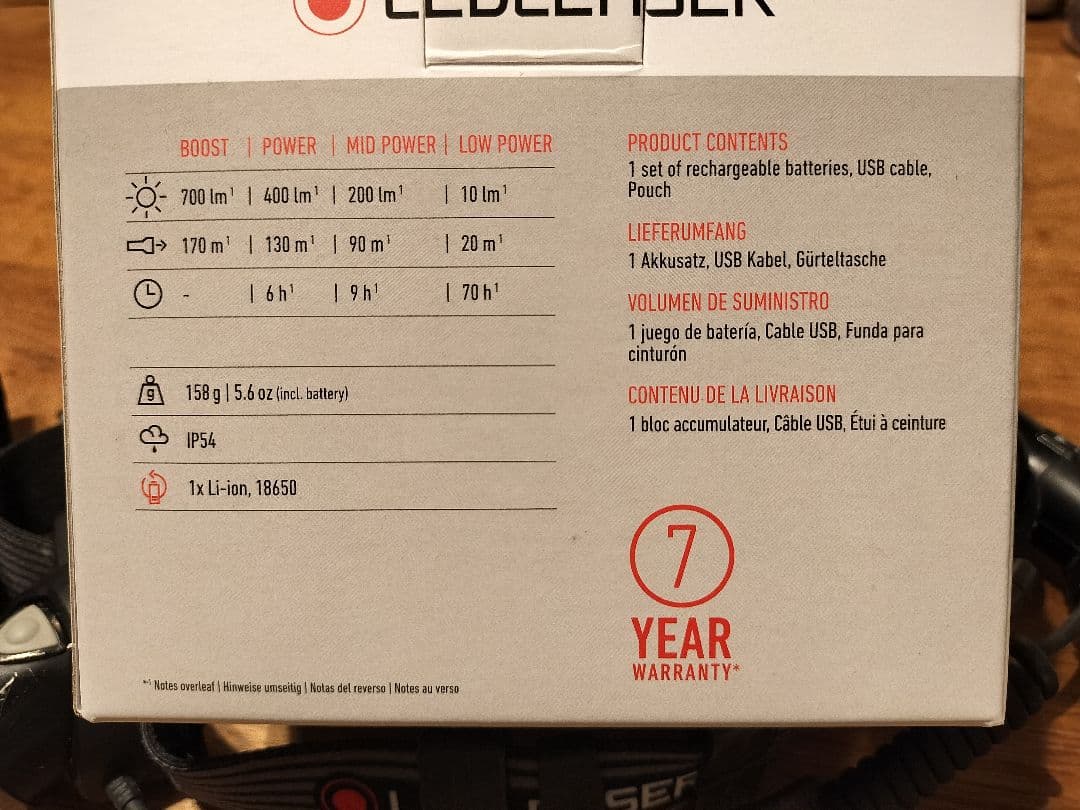 LEDLENSER
BOOST | POWER | MID POWER | LOW POWER
700 lm¹ | 400 lm¹ | 200 lm¹ | 10 lm¹
170 m¹ | 130 m¹ | 90 m¹ | 20 m¹
- | 6 h¹ | 9 h¹ | 70 h¹
g 158 g | 5.6 oz (incl. battery)
IP54
1x Li-ion, 18650
*-¹ Notes overleaf | Hinweise umseitig | Notas del reverso | Notes au verso
PRODUCT CONTENTS
1 set of rechargeable batteries, USB cable,
Pouch
LIEFERUMFANG
1 Akkusatz, USB Kabel, Gürteltasche
VOLUMEN DE SUMINISTRO
1 juego de batería, Cable USB, Funda para
cinturón
CONTENU DE LA LIVRAISON
1 bloc accumulateur, Câble USB, Étui à ceinture
7
YEAR
WARRANTY*